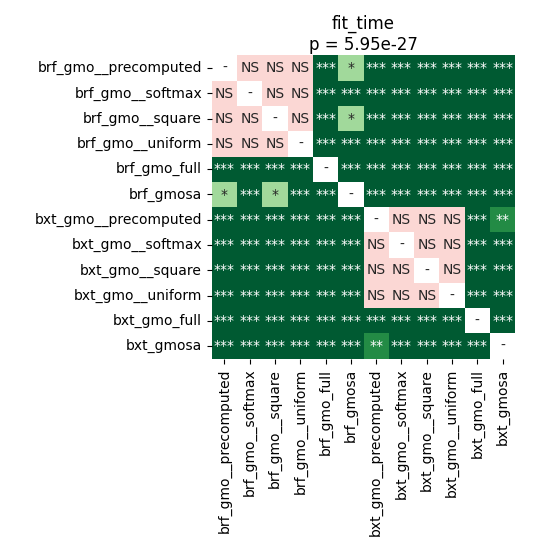 fit_time
p = 5.95e-27
brf_gmo__precomputed - NS NS NS *** * *** *** *** *** *** ***
brf_gmo__softmax NS - NS NS *** *** *** *** *** *** *** ***
brf_gmo__square NS NS - NS *** * *** *** *** *** *** ***
brf_gmo__uniform NS NS NS - *** *** *** *** *** *** *** ***
brf_gmo_full *** *** *** *** - *** *** *** *** *** *** ***
brf_gmosa * *** * *** *** - *** *** *** *** *** ***
bxt_gmo__precomputed *** *** *** *** *** *** - NS NS NS *** **
bxt_gmo__softmax *** *** *** *** *** *** NS - NS NS *** ***
bxt_gmo__square *** *** *** *** *** *** NS NS - NS *** ***
bxt_gmo__uniform *** *** *** *** *** *** NS NS NS - *** ***
bxt_gmo_full *** *** *** *** *** *** *** *** *** *** - ***
bxt_gmosa *** *** *** *** *** *** ** *** *** *** *** -
brf_gmo__precomputed
brf_gmo__softmax
brf_gmo__square
brf_gmo__uniform
brf_gmo_full
brf_gmosa
bxt_gmo__precomputed
bxt_gmo__softmax
bxt_gmo__square
bxt_gmo__uniform
bxt_gmo_full
bxt_gmosa